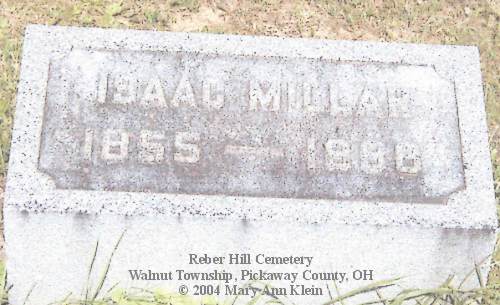 ISAAC MILLAR
1855 —
Reber Hill Cemetery
Walnut Township, Pickaway County, OH
© 2004 Mary Ann Klein